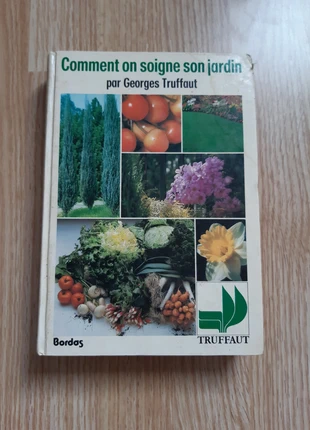 Comment on soigne son jardin
par Georges Truffaut
Bordas
TRUFFAUT